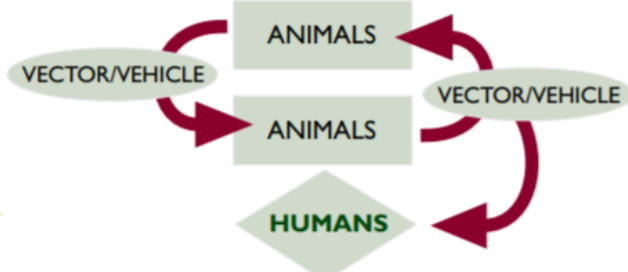 ANIMALS
VECTOR/VEHICLE
VECTOR/VEHICLE
ANIMALS
HUMANS